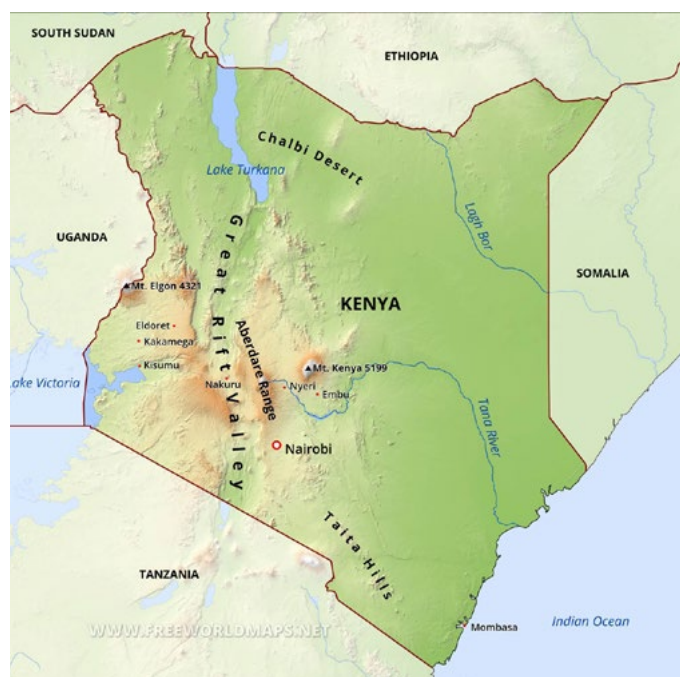 SOUTH SUDAN
ETHIOPIA
Chalbi Desert
Lake Turkana
Lagh Bor
UGANDA
Great Rift Valley
SOMALIA
Mt. Elgon 4321
KENYA
Eldoret
Aberdare Range
Kakamega
Kisumu
Mt. Kenya 5199
ake Victoria
Nakuru
Nyeri
Embu
Tana River
Nairobi
Taita Hills
TANZANIA
WWW.FREEWORLDMAPS.NET
Mombasa
Indian Ocean